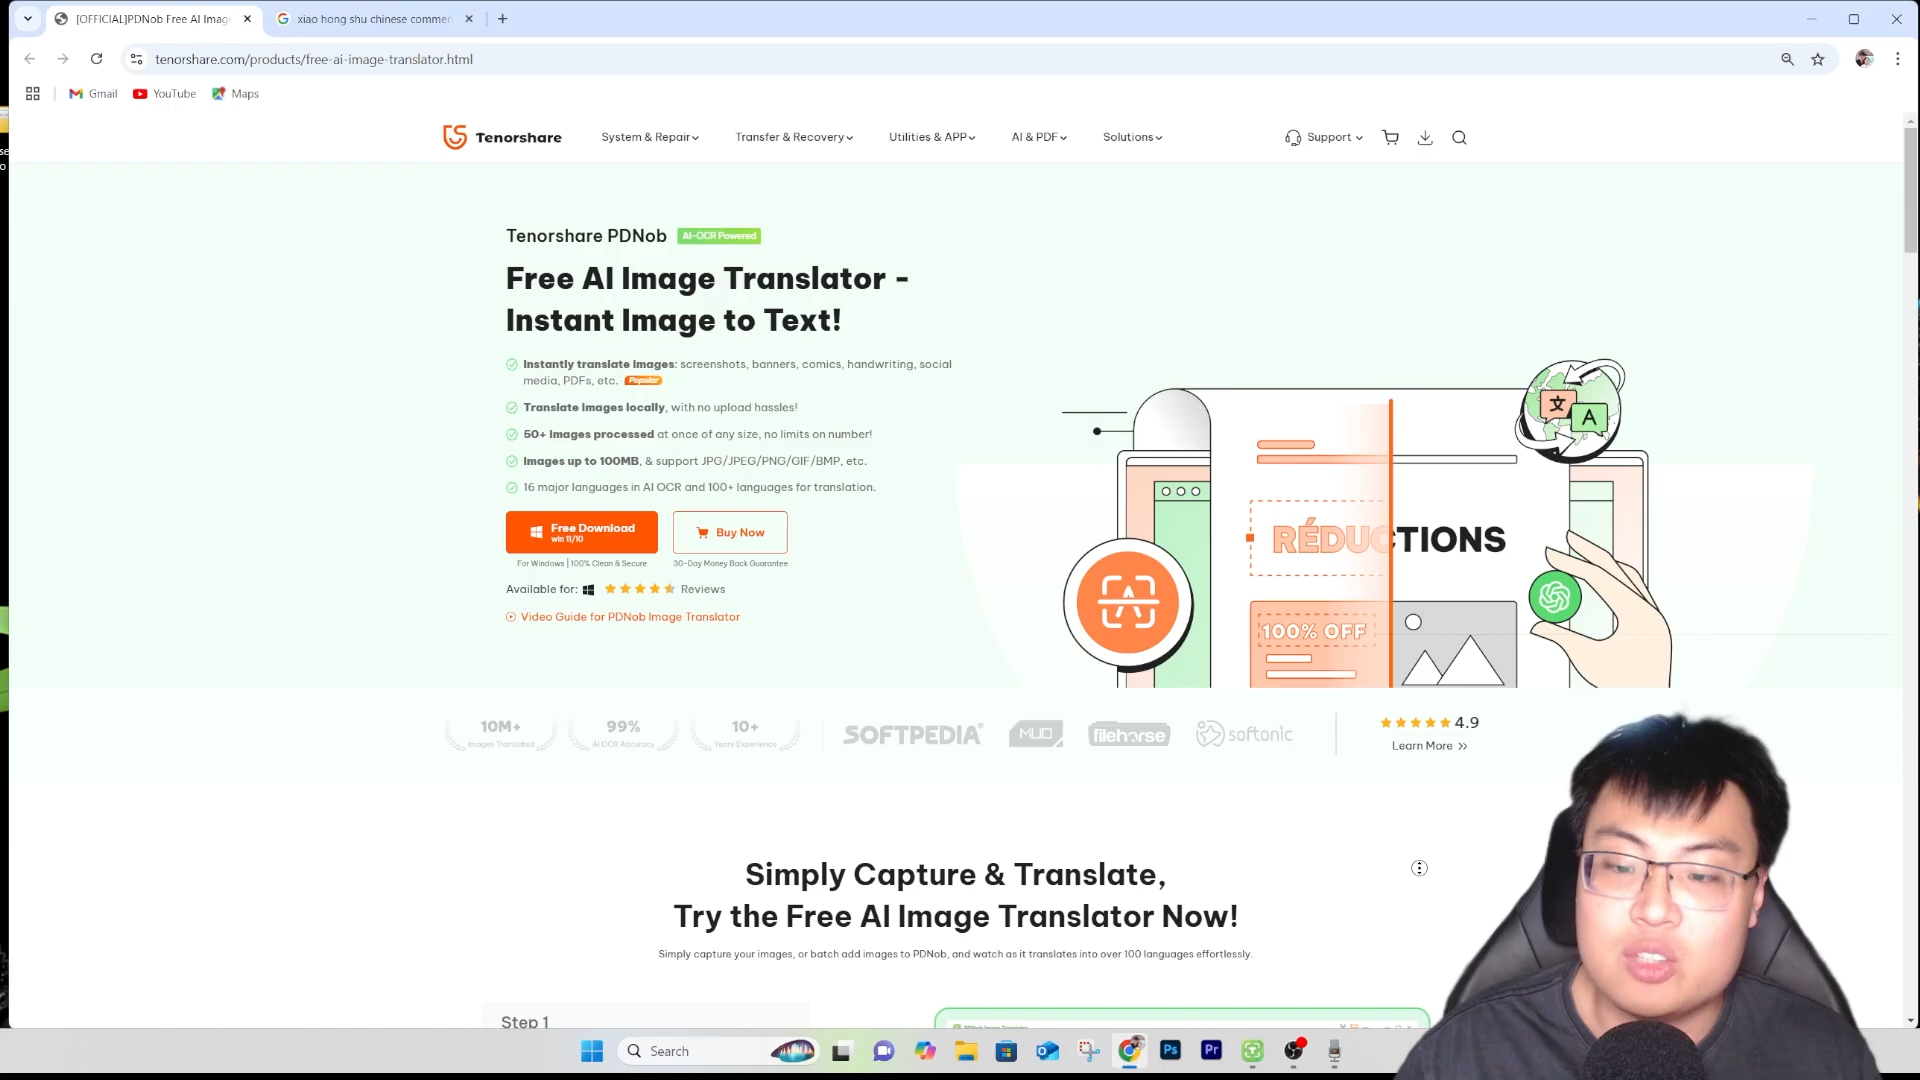 [OFFICIAL]PDNob Free AI Imag
xiao hong shu chinese commen
tenorshare.com/products/free-ai-image-translator.html
Gmail
YouTube
Maps
Tenorshare
System & Repair
Transfer & Recovery
Utilities & APP
AI & PDF
Solutions
Support
Tenorshare PDNob
AI-OCR Powered
Free AI Image Translator -
Instant Image to Text!
Instantly translate images: screenshots, banners, comics, handwriting, social
media, PDFs, etc. Popular
Translate images locally, with no upload hassles!
50+ images processed at once of any size, no limits on number!
Images up to 100MB, & support JPG/JPEG/PNG/GIF/BMP, etc.
16 major languages in AI OCR and 100+ languages for translation.
Free Download
win 11/10
Buy Now
For Windows | 100% Clean & Secure
30-Day Money Back Guarantee
Available for:
Reviews
Video Guide for PDNob Image Translator
文
A
RÉDUCTIONS
A
100% OFF
10M+
Images Translated
99%
AI OCR Accuracy
10+
Years Experience
SOFTPEDIA
MUO
filehorse
softonic
4.9
Learn More >>
Simply Capture & Translate,
Try the Free AI Image Translator Now!
Simply capture your images, or batch add images to PDNob, and watch as it translates into over 100 languages effortlessly.
Step 1
Search
Ps
Pr